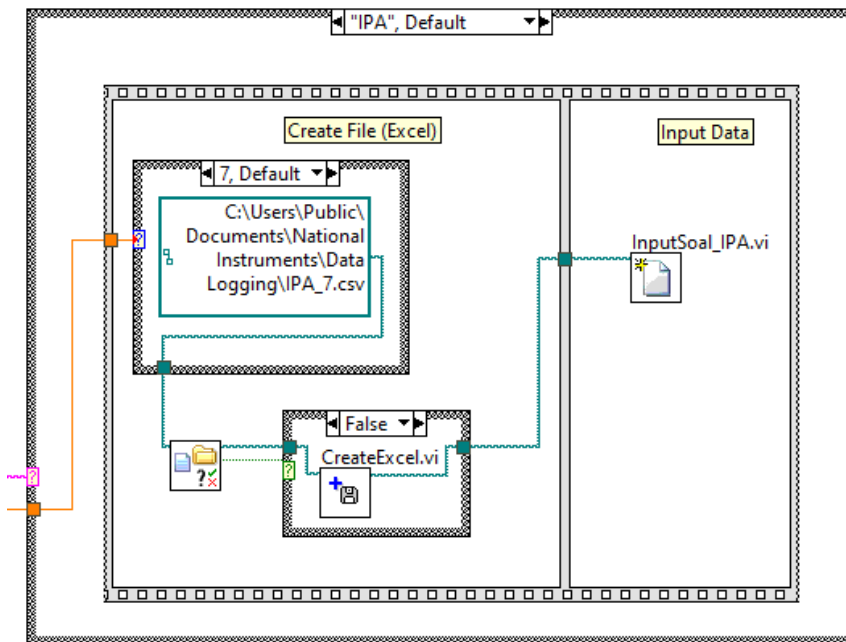 "IPA", Default
Create File (Excel)
Input Data
7, Default
C:\Users\Public\
Documents\National
Instruments\Data
Logging\IPA_7.csv
InputSoal_IPA.vi
?
False
CreateExcel.vi
?
?
?